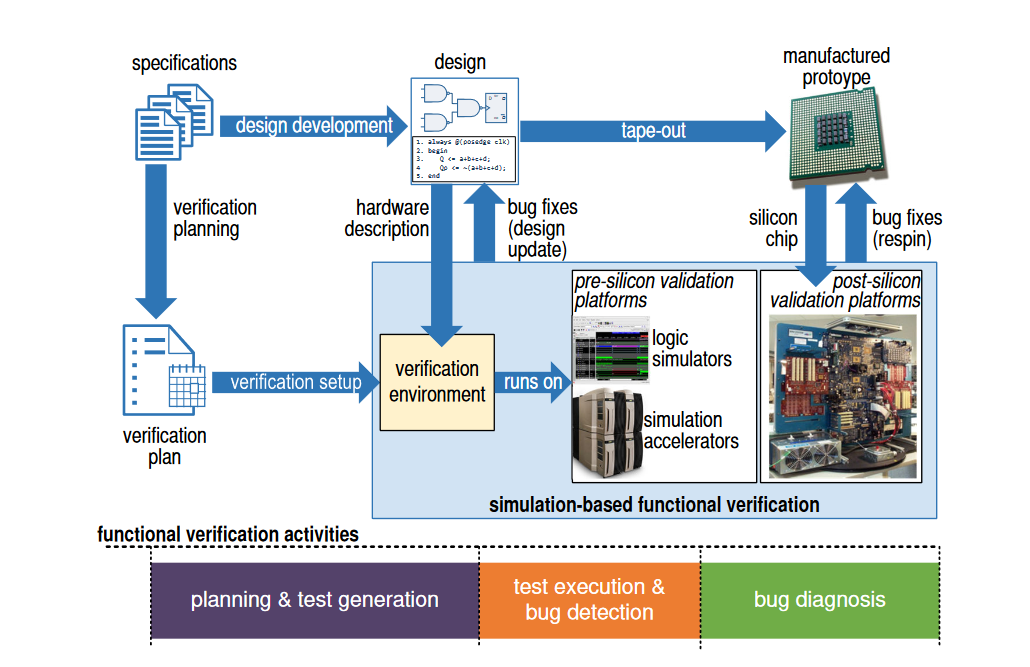 specifications
design
manufactured
protoype
design development
tape-out
1. always @(posedge clk)
2. begin
3. Q <= a+b+c+d;
4 Qp <= ~(a+b+c+d);
5. end
verification
planning
hardware
description
bug fixes
(design
update)
silicon
chip
bug fixes
(respin)
pre-silicon validation
platforms
post-silicon
validation platforms
logic
simulators
verification setup
verification
environment
runs on
simulation
accelerators
verification
plan
simulation-based functional verification
functional verification activities
planning & test generation
test execution &
bug detection
bug diagnosis